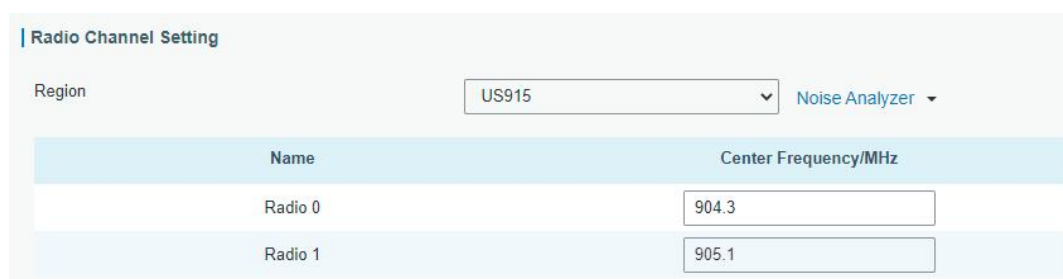 Radio Channel Setting
Region US915 Noise Analyzer
Name Center Frequency/MHz
Radio 0 904.3
Radio 1 905.1